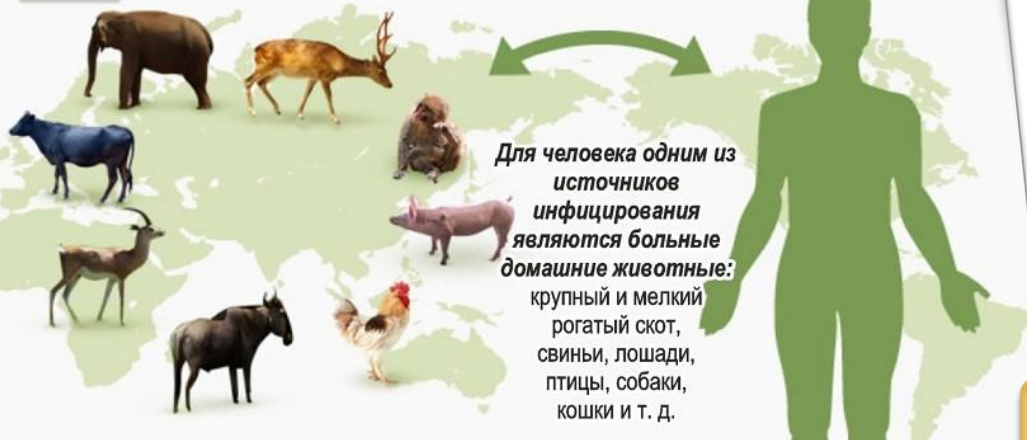 Для человека одним из
источников
инфицирования
являются больные
домашние животные:
крупный и мелкий
рогатый скот,
свиньи, лошади,
птицы, собаки,
кошки и т. д.